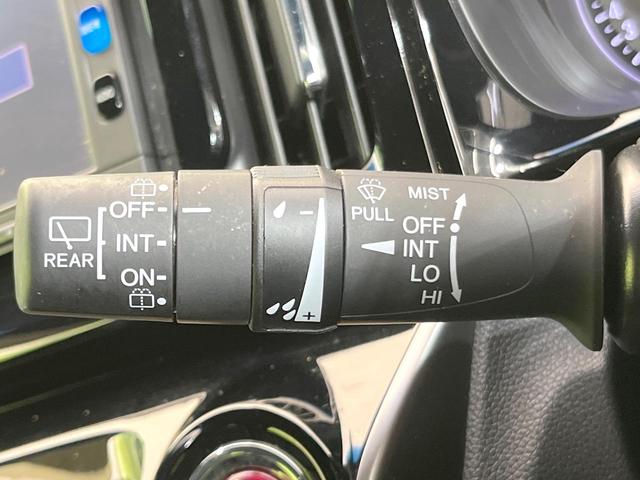 REAR
OFF
INT
ON
-
+
PULL
MIST
OFF
INT
LO
HI